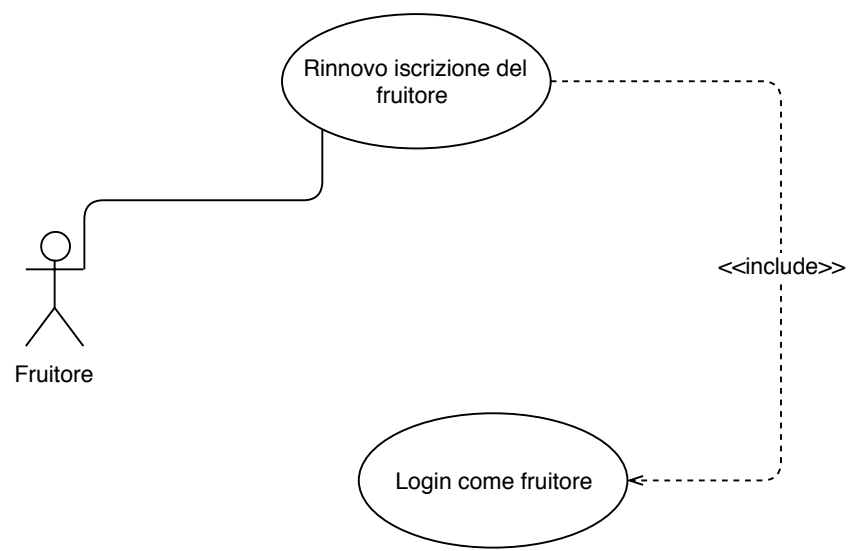 Rinnovo iscrizione del
fruitore
<<include>>
Fruitore
Login come fruitore